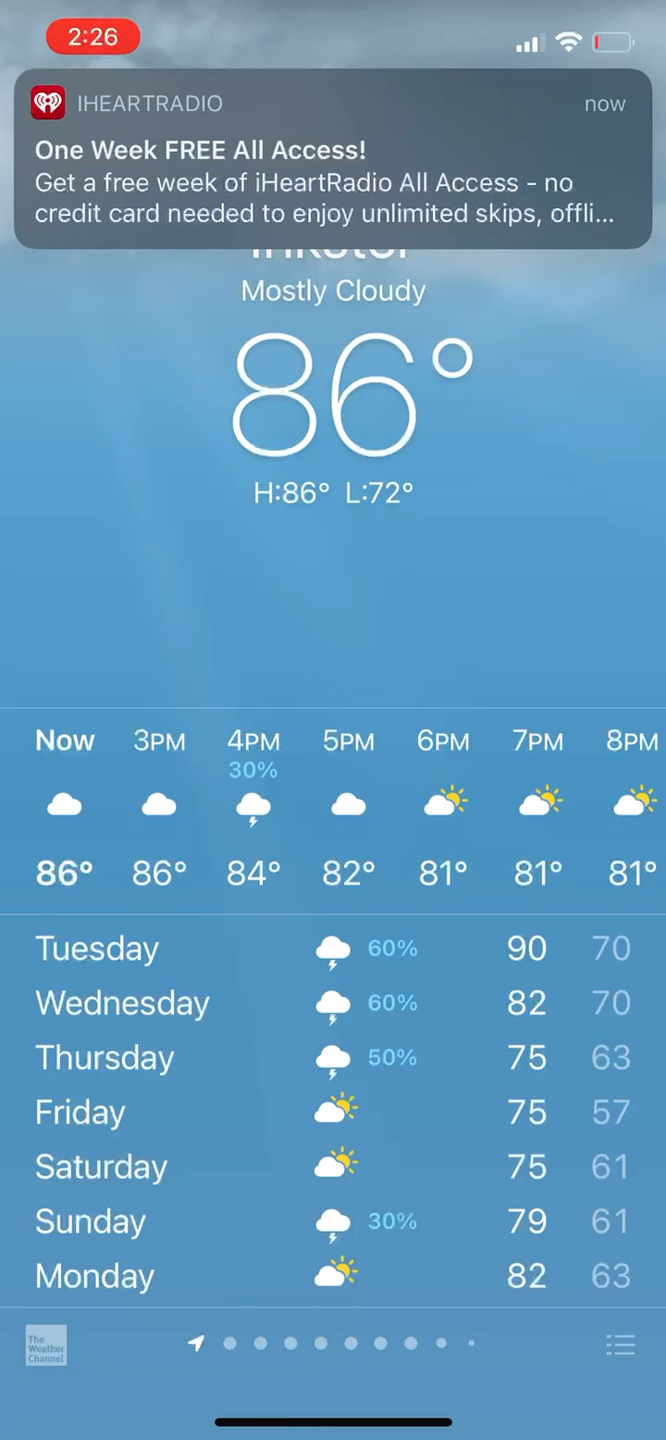 2:26
IHEARTRADIO now
One Week FREE All Access!
Get a free week of iHeartRadio All Access - no
credit card needed to enjoy unlimited skips, offli...
Mostly Cloudy
86°
H:86° L:72°
Now 3PM 4PM 5PM 6PM 7PM 8PM
30%
86° 86° 84° 82° 81° 81° 81°
Tuesday 60% 90 70
Wednesday 60% 82 70
Thursday 50% 75 63
Friday 75 57
Saturday 75 61
Sunday 30% 79 61
Monday 82 63
The
Weather
Channel